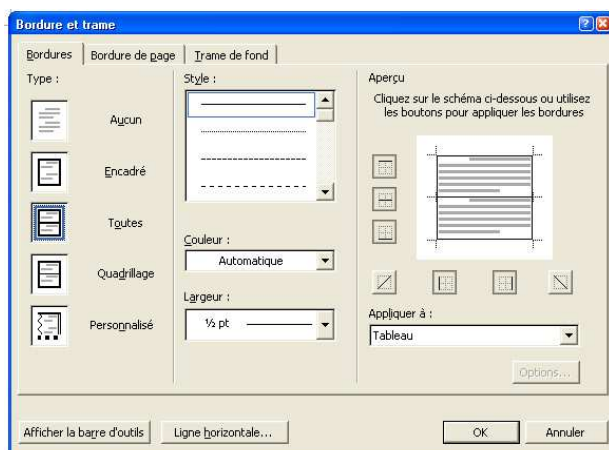 Bordure et trame
Bordures
Bordure de page
Trame de fond
Type :
Aucun
Encadré
Toutes
Quadrillage
Personnalisé
Style :
Couleur :
Automatique
Largeur :
½ pt
Aperçu
Cliquez sur le schéma ci-dessous ou utilisez
les boutons pour appliquer les bordures
Appliquer à :
Tableau
Options...
Afficher la barre d'outils
Ligne horizontale...
OK
Annuler